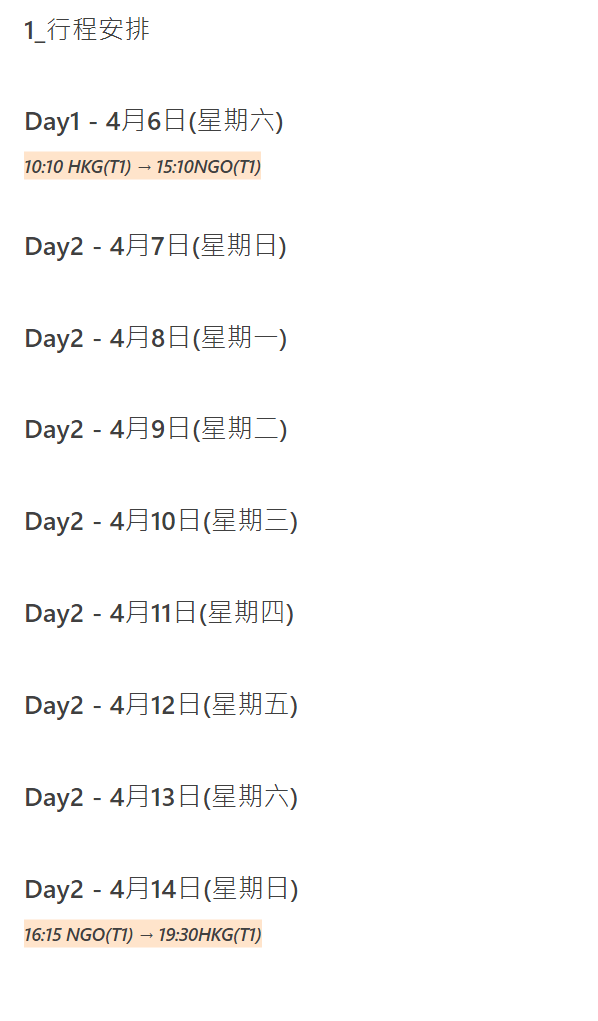 1_行程安排
Day1 - 4月6日(星期六)
10:10 HKG(T1) → 15:10NGO(T1)
Day2 - 4月7日(星期日)
Day2 - 4月8日(星期一)
Day2 - 4月9日(星期二)
Day2 - 4月10日(星期三)
Day2 - 4月11日(星期四)
Day2 - 4月12日(星期五)
Day2 - 4月13日(星期六)
Day2 - 4月14日(星期日)
16:15 NGO(T1) → 19:30HKG(T1)